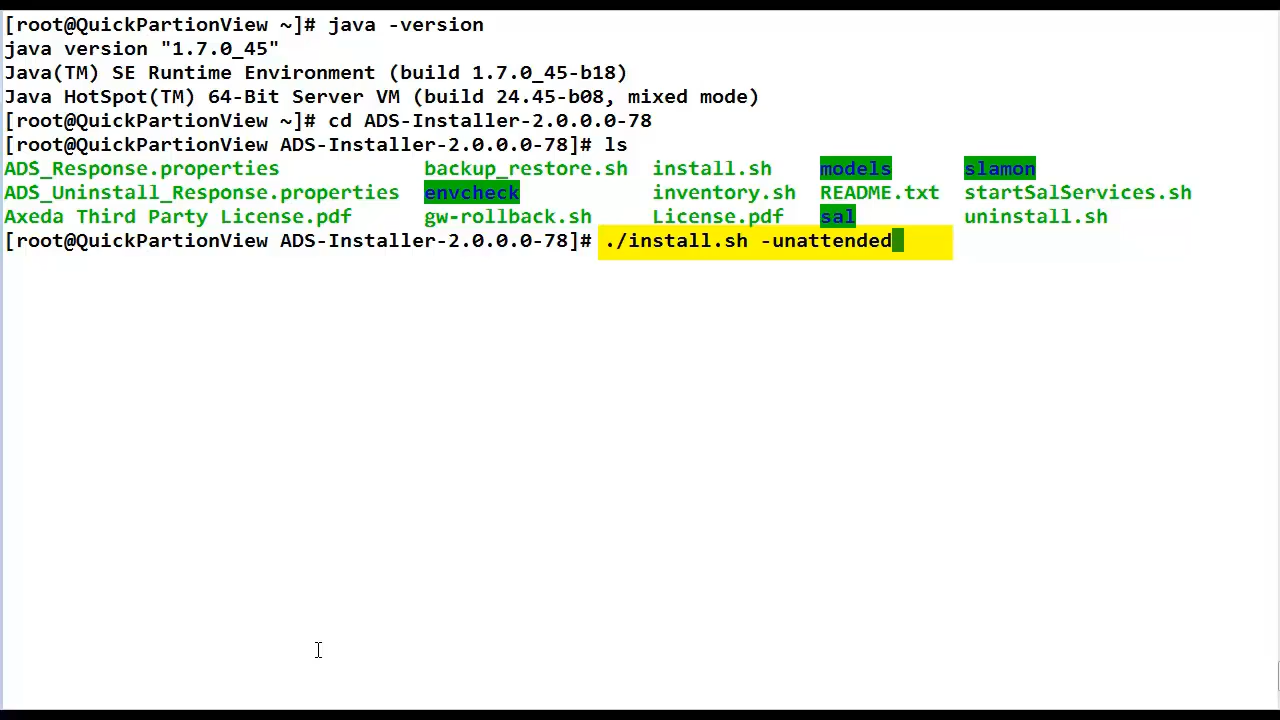 [root@QuickPartionView ~]# java -version
java version "1.7.0_45"
Java(TM) SE Runtime Environment (build 1.7.0_45-b18)
Java HotSpot(TM) 64-Bit Server VM (build 24.45-b08, mixed mode)
[root@QuickPartionView ~]# cd ADS-Installer-2.0.0.0-78
[root@QuickPartionView ADS-Installer-2.0.0.0-78]# ls
ADS_Response.properties backup_restore.sh install.sh models slamon
ADS_Uninstall_Response.properties envcheck inventory.sh README.txt startSalServices.sh
Axeda Third Party License.pdf gw-rollback.sh License.pdf sal uninstall.sh
[root@QuickPartionView ADS-Installer-2.0.0.0-78]# ./install.sh -unattended